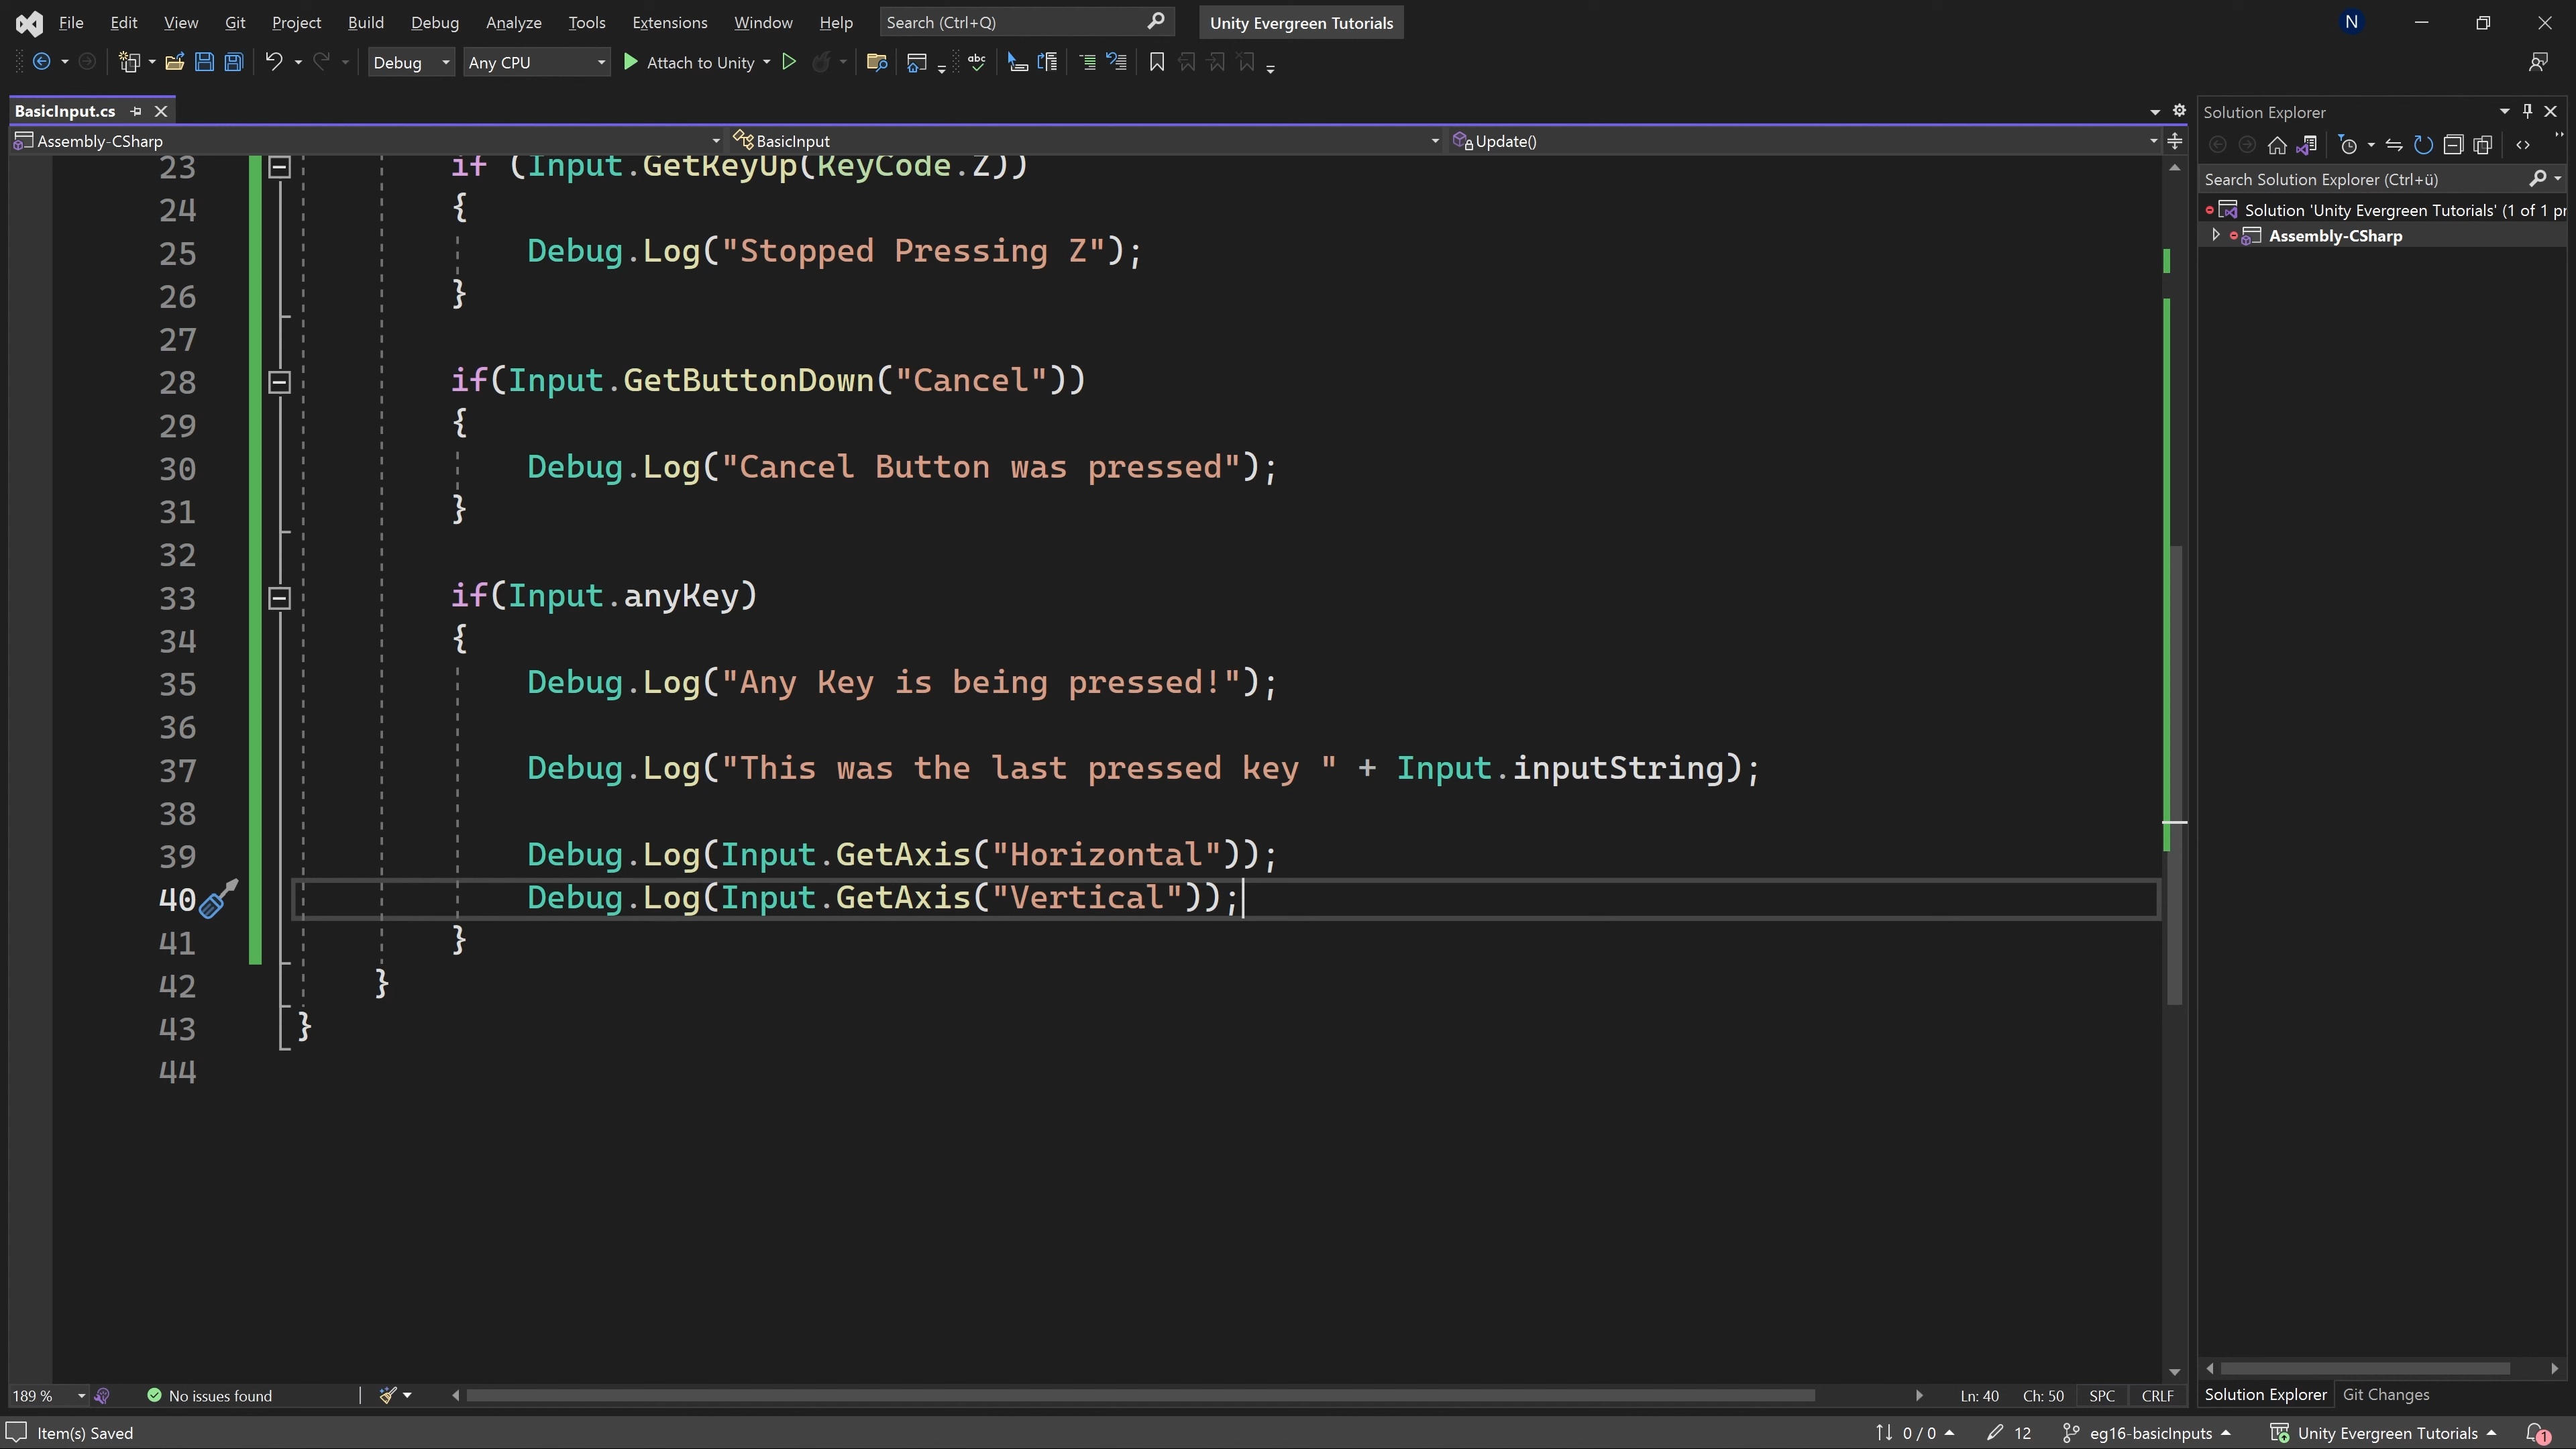 File Edit View Git Project Build Debug Analyze Tools Extensions Window Help Search (Ctrl+Q) Unity Evergreen Tutorials N
Debug Any CPU Attach to Unity abc
BasicInput.cs
Assembly-CSharp BasicInput Update()
23 if (Input.GetKeyUp(KeyCode.Z))
24 {
25 Debug.Log("Stopped Pressing Z");
26 }
27
28 if(Input.GetButtonDown("Cancel"))
29 {
30 Debug.Log("Cancel Button was pressed");
31 }
32
33 if(Input.anyKey)
34 {
35 Debug.Log("Any Key is being pressed!");
36
37 Debug.Log("This was the last pressed key " + Input.inputString);
38
39 Debug.Log(Input.GetAxis("Horizontal"));
40 Debug.Log(Input.GetAxis("Vertical"));
41 }
42 }
43 }
44
189 % No issues found Ln: 40 Ch: 50 SPC CRLF
Solution Explorer
Search Solution Explorer (Ctrl+ü)
Solution 'Unity Evergreen Tutorials' (1 of 1 pr
Assembly-CSharp
Solution Explorer Git Changes
Item(s) Saved 0 / 0 12 eg16-basicInputs Unity Evergreen Tutorials 1